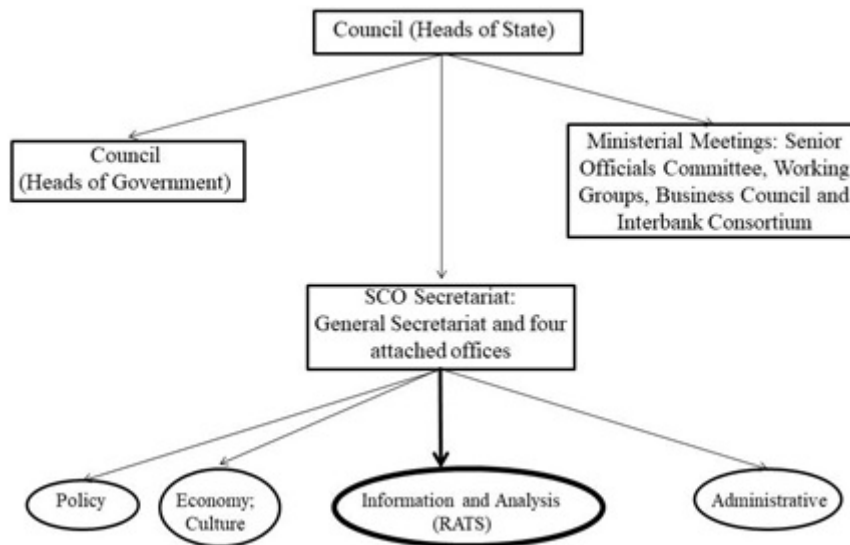 Council (Heads of State)
Council
(Heads of Government)
Ministerial Meetings: Senior
Officials Committee, Working
Groups, Business Council and
Interbank Consortium
SCO Secretariat:
General Secretariat and four
attached offices
Policy
Economy;
Culture
Information and Analysis
(RATS)
Administrative